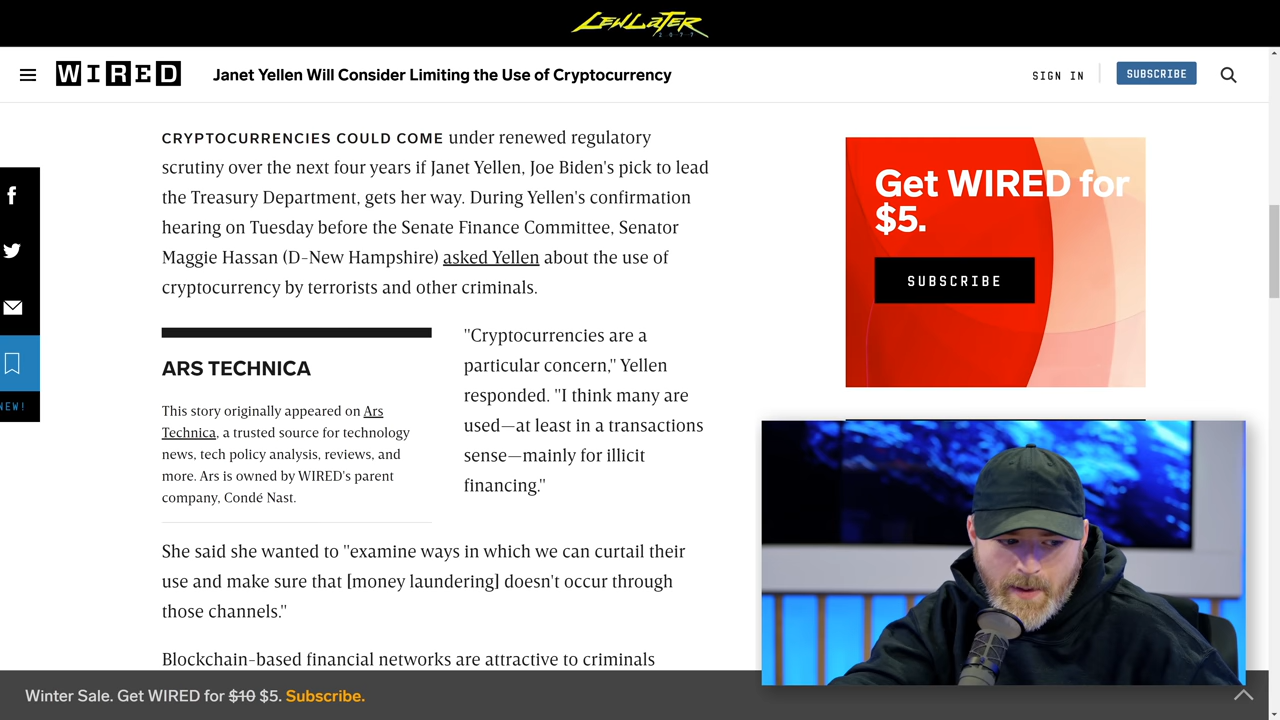 LEWLATER
2077
WIRED
Janet Yellen Will Consider Limiting the Use of Cryptocurrency
SIGN IN
SUBSCRIBE
CRYPTOCURRENCIES COULD COME under renewed regulatory
scrutiny over the next four years if Janet Yellen, Joe Biden's pick to lead
the Treasury Department, gets her way. During Yellen's confirmation
hearing on Tuesday before the Senate Finance Committee, Senator
Maggie Hassan (D-New Hampshire) asked Yellen about the use of
cryptocurrency by terrorists and other criminals.
NEW!
ARS TECHNICA
This story originally appeared on Ars
Technica, a trusted source for technology
news, tech policy analysis, reviews, and
more. Ars is owned by WIRED's parent
company, Condé Nast.
"Cryptocurrencies are a
particular concern," Yellen
responded. "I think many are
used—at least in a transactions
sense—mainly for illicit
financing."
She said she wanted to "examine ways in which we can curtail their
use and make sure that [money laundering] doesn't occur through
those channels."
Blockchain-based financial networks are attractive to criminals
Get WIRED for
$5.
SUBSCRIBE
Winter Sale. Get WIRED for $10 $5. Subscribe.